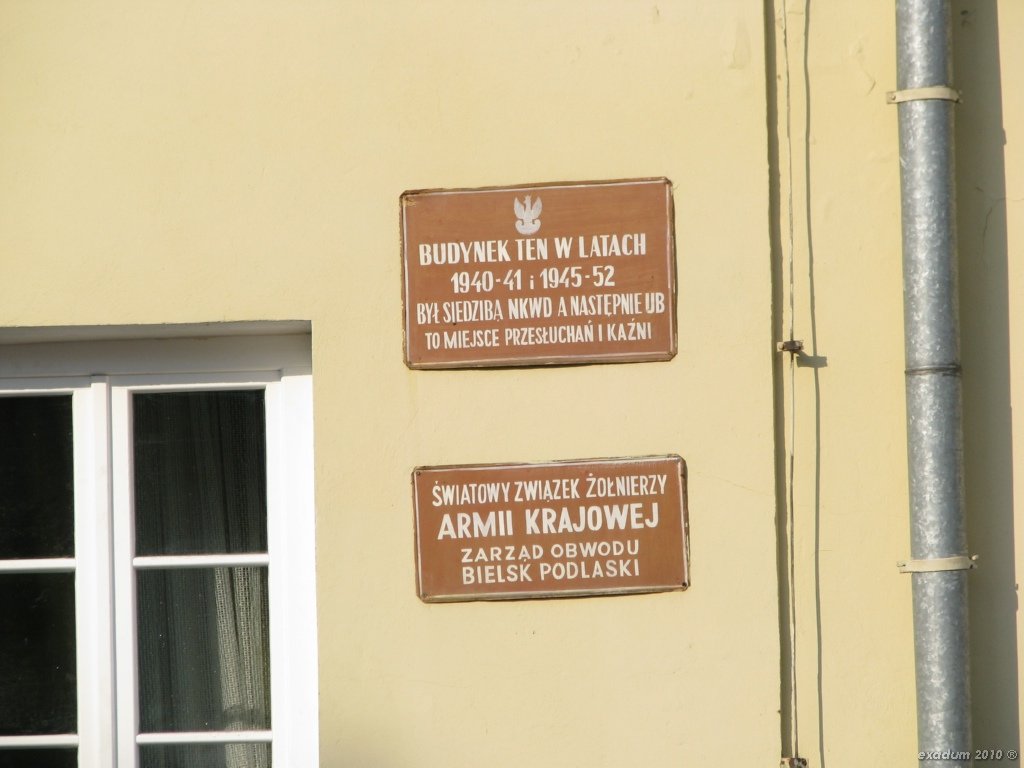 BUDYNEK TEN W LATACH
1940-41 i 1945-52
BYŁ SIEDZIBĄ NKWD A NASTĘPNIE UB
TO MIEJSCE PRZESŁUCHAŃ I KAŹNI
ŚWIATOWY ZWIĄZEK ŻOŁNIERZY
ARMII KRAJOWEJ
ZARZĄD OBWODU
BIELSK PODLASKI
exadum 2010 ®